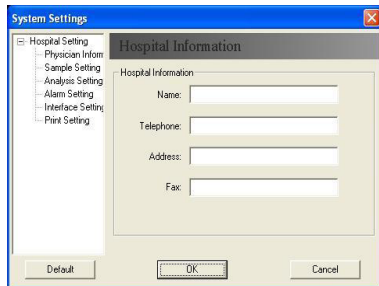 System Settings
Hospital Setting
Physician Inform
Sample Setting
Analysis Setting
Alarm Setting
Interface Setting
Print Setting
Hospital Information
Hospital Information
Name:
Telephone:
Address:
Fax:
Default
OK
Cancel